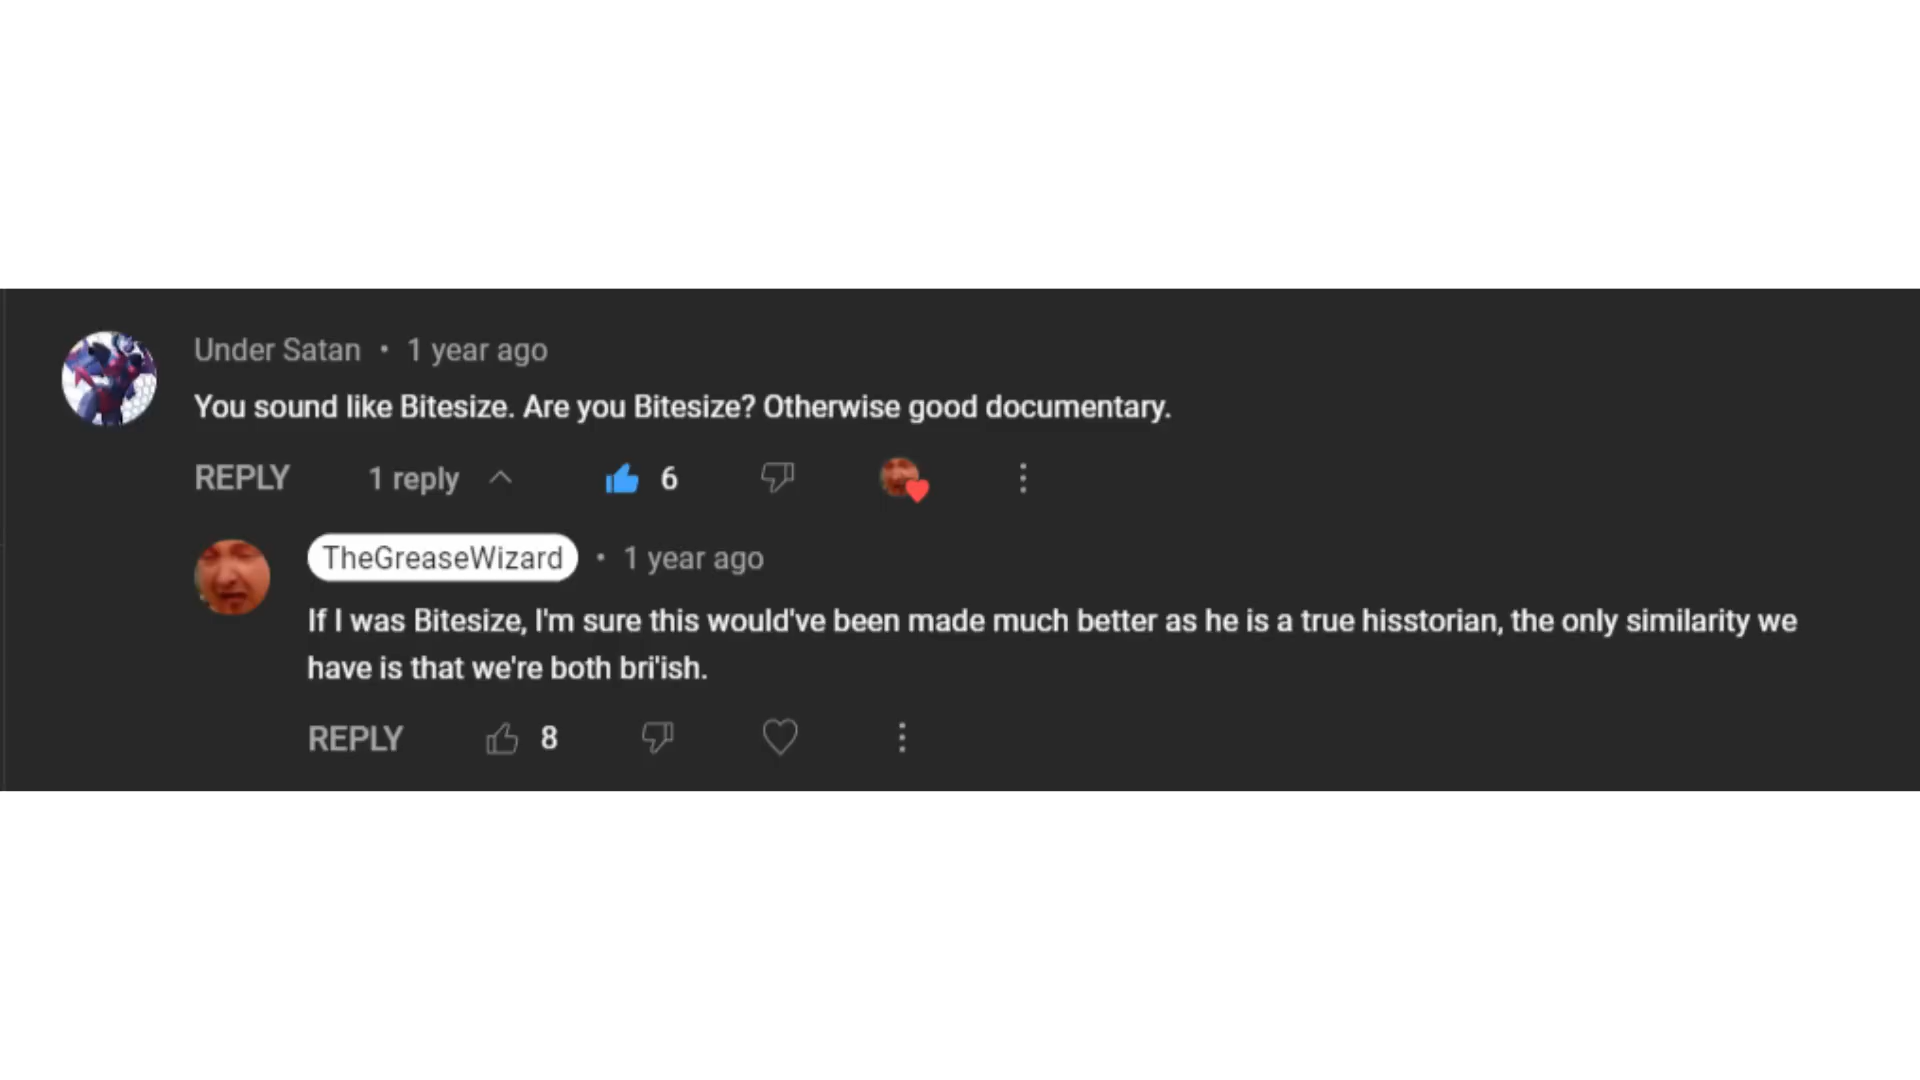 Under Satan • 1 year ago
You sound like Bitesize. Are you Bitesize? Otherwise good documentary.
REPLY 1 reply 6
TheGreaseWizard • 1 year ago
If I was Bitesize, I'm sure this would've been made much better as he is a true hisstorian, the only similarity we
have is that we're both bri'ish.
REPLY 8